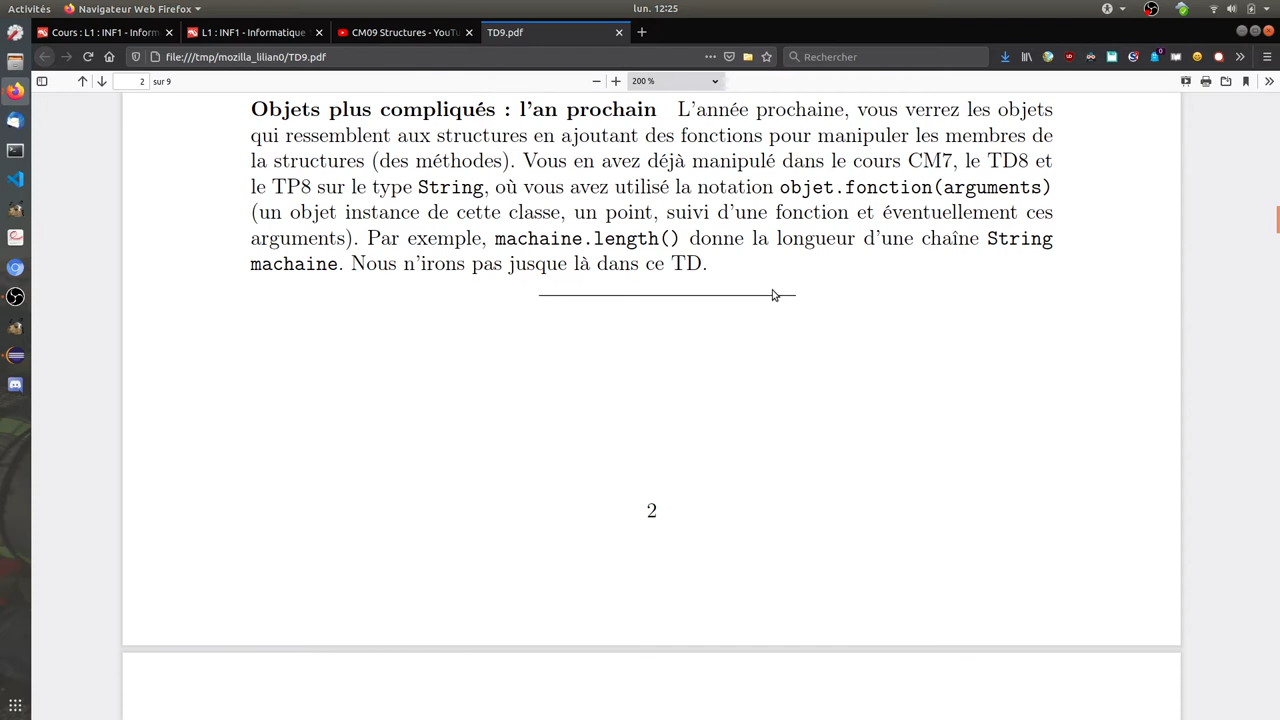 Activités Navigateur Web Firefox lun. 12:25
Cours : L1 : INF1 - Inform L1 : INF1 - Informatique CM09 Structures - YouTu TD9.pdf
file:///tmp/mozilla_lilian0/TD9.pdf Rechercher
2 sur 9 200 %
Objets plus compliqués : l'an prochain L'année prochaine, vous verrez les objets
qui ressemblent aux structures en ajoutant des fonctions pour manipuler les membres de
la structures (des méthodes). Vous en avez déjà manipulé dans le cours CM7, le TD8 et
le TP8 sur le type String, où vous avez utilisé la notation objet.fonction(arguments)
(un objet instance de cette classe, un point, suivi d'une fonction et éventuellement ces
arguments). Par exemple, machaine.length() donne la longueur d'une chaîne String
machaine. Nous n'irons pas jusque là dans ce TD.
2